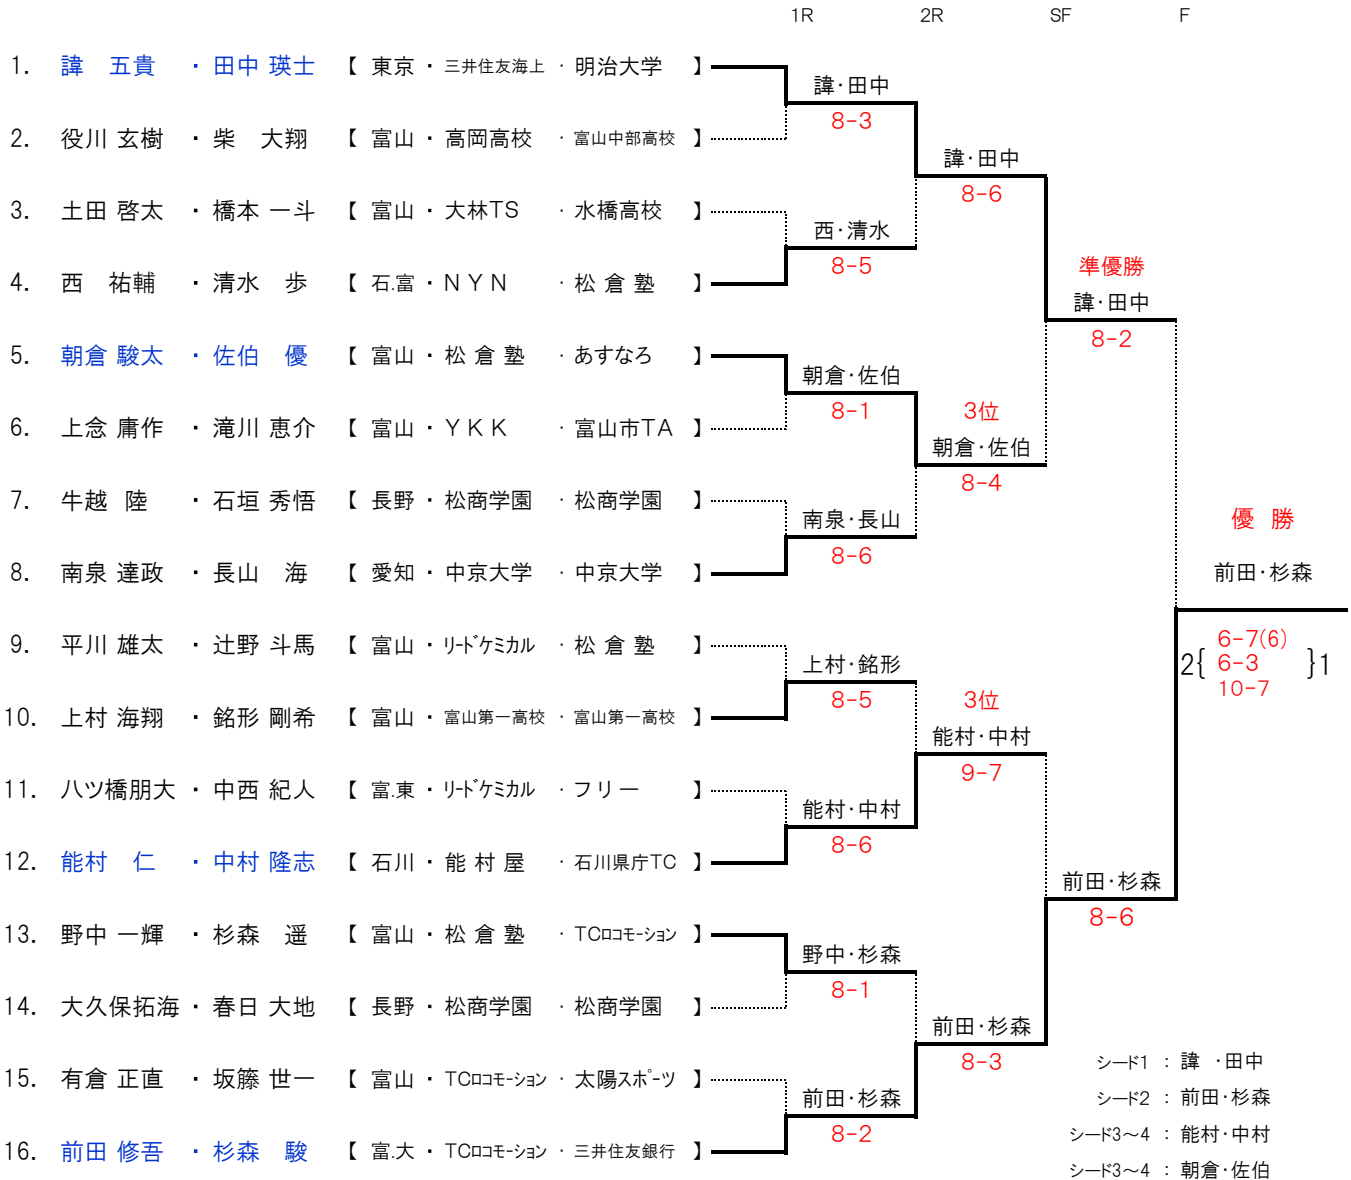 1R 2R SF F
1. 諱 五貴 ・ 田中 瑛士 【 東京 ・ 三井住友海上 ・ 明治大学 】
諱・田中
8-3
2. 役川 玄樹 ・ 柴 大翔 【 富山 ・ 高岡高校 ・ 富山中部高校 】
諱・田中
8-6
3. 土田 啓太 ・ 橋本 一斗 【 富山 ・ 大林TS ・ 水橋高校 】
西・清水
8-5
4. 西 祐輔 ・ 清水 歩 【 石.富 ・ NYN ・ 松倉塾 】
準優勝
諱・田中
8-2
5. 朝倉 駿太 ・ 佐伯 優 【 富山 ・ 松倉塾 ・ あすなろ 】
朝倉・佐伯
8-1
3位
6. 上念 庸作 ・ 滝川 恵介 【 富山 ・ YKK ・ 富山市TA 】
朝倉・佐伯
8-4
7. 牛越 陸 ・ 石垣 秀悟 【 長野 ・ 松商学園 ・ 松商学園 】
南泉・長山
8-6
優 勝
8. 南泉 達政 ・ 長山 海 【 愛知 ・ 中京大学 ・ 中京大学 】
前田・杉森
9. 平川 雄太 ・ 辻野 斗馬 【 富山 ・ リードケミカル ・ 松倉塾 】
6-7(6)
2{ 6-3 }1
10-7
上村・銘形
8-5
3位
10. 上村 海翔 ・ 銘形 剛希 【 富山 ・ 富山第一高校 ・ 富山第一高校 】
能村・中村
9-7
11. 八ツ橋朋大 ・ 中西 紀人 【 富.東 ・ リードケミカル ・ フリー 】
能村・中村
8-6
12. 能村 仁 ・ 中村 隆志 【 石川 ・ 能村屋 ・ 石川県庁TC 】
前田・杉森
8-6
13. 野中 一輝 ・ 杉森 遥 【 富山 ・ 松倉塾 ・ TCロコモーション 】
野中・杉森
8-1
14. 大久保拓海 ・ 春日 大地 【 長野 ・ 松商学園 ・ 松商学園 】
前田・杉森
8-3
シード1 : 諱 ・田中
15. 有倉 正直 ・ 坂籐 世一 【 富山 ・ TCロコモーション ・ 太陽スポーツ 】
前田・杉森
8-2
シード2 : 前田・杉森
シード3~4 : 能村・中村
16. 前田 修吾 ・ 杉森 駿 【 富.大 ・ TCロコモーション ・ 三井住友銀行 】
シード3~4 : 朝倉・佐伯